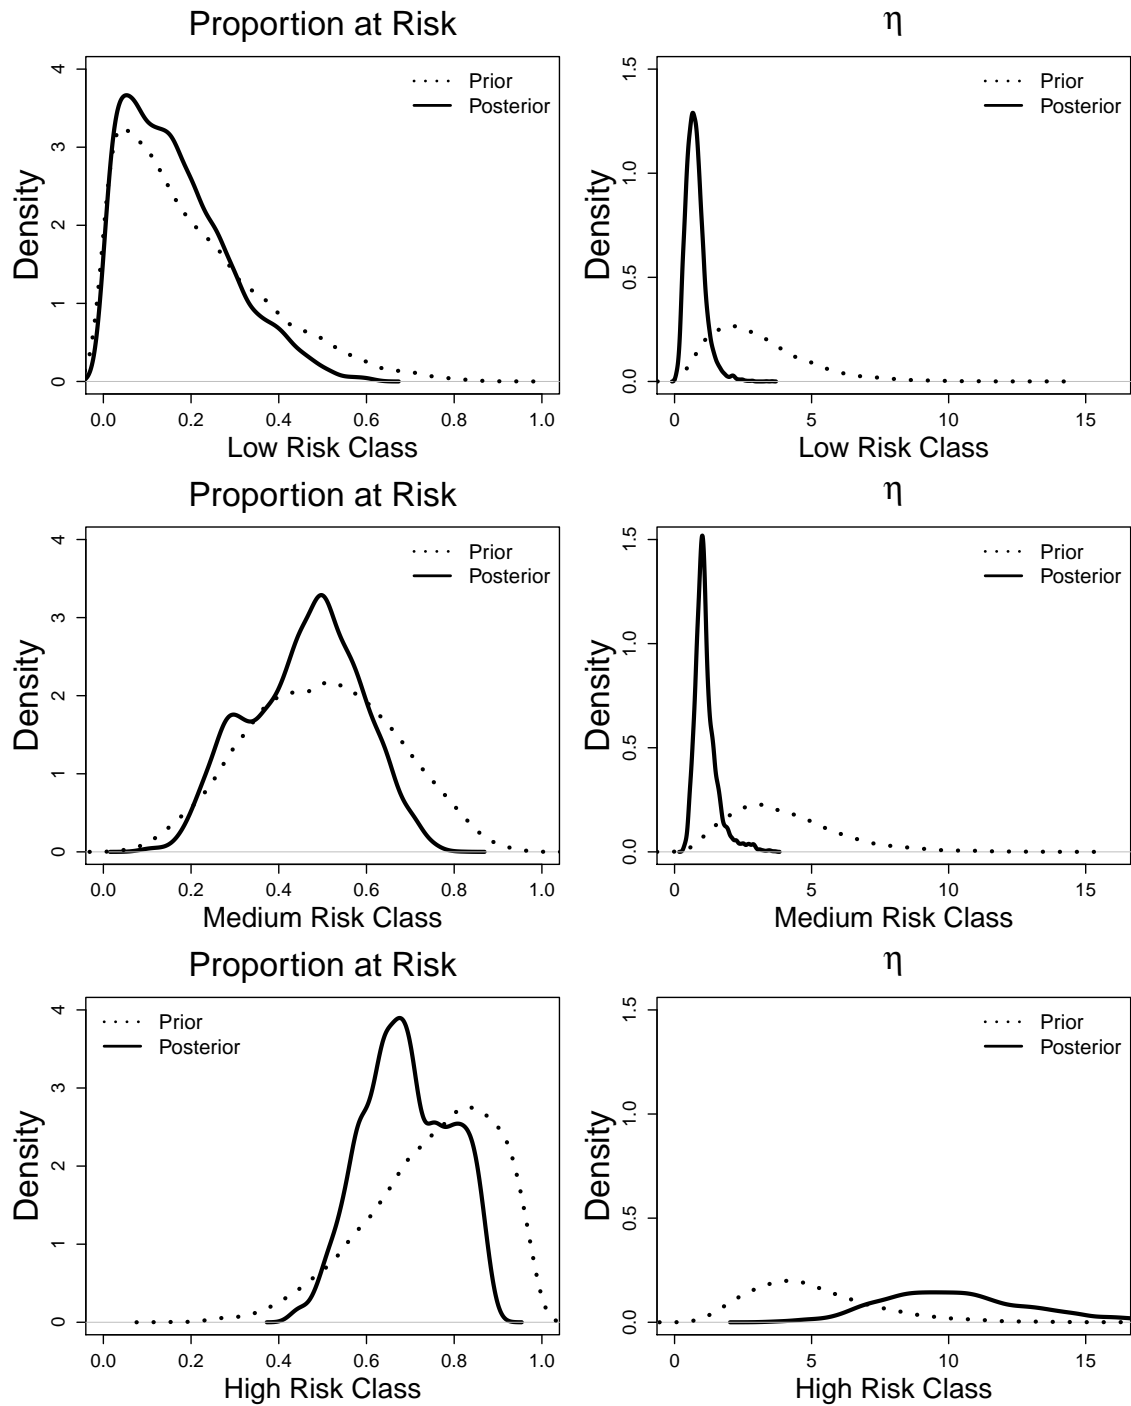 Proportion at Risk
4
3
2
1
0
Density
Prior
Posterior
0.0 0.2 0.4 0.6 0.8 1.0
Low Risk Class
η
1.5
1.0
0.5
0.0
Density
Prior
Posterior
0 5 10 15
Low Risk Class
Proportion at Risk
4
3
2
1
0
Density
Prior
Posterior
0.0 0.2 0.4 0.6 0.8 1.0
Medium Risk Class
η
1.5
1.0
0.5
0.0
Density
Prior
Posterior
0 5 10 15
Medium Risk Class
Proportion at Risk
4
3
2
1
0
Density
Prior
Posterior
0.0 0.2 0.4 0.6 0.8 1.0
High Risk Class
η
1.5
1.0
0.5
0.0
Density
Prior
Posterior
0 5 10 15
High Risk Class